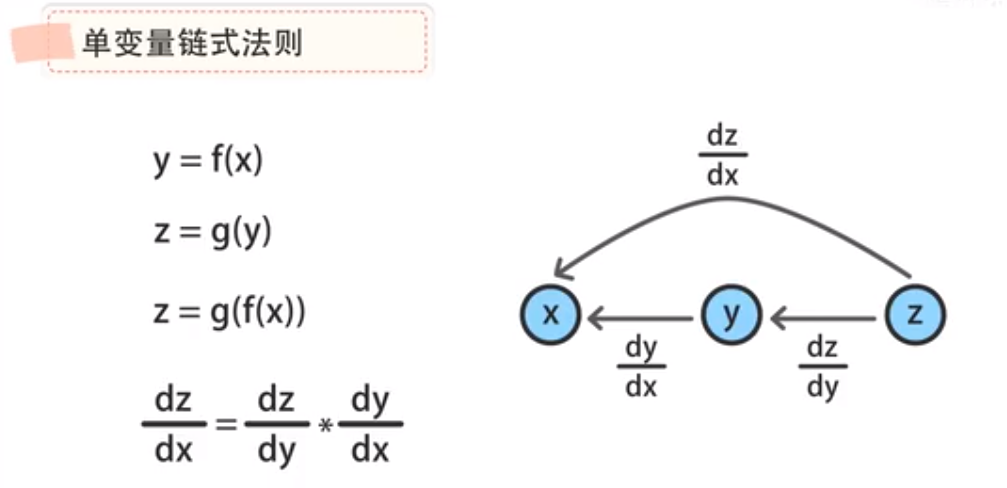 单变量链式法则
y = f(x)
z = g(y)
z = g(f(x))
dz/dx = dz/dy * dy/dx
dz/dx
x
y
z
dy/dx
dz/dy